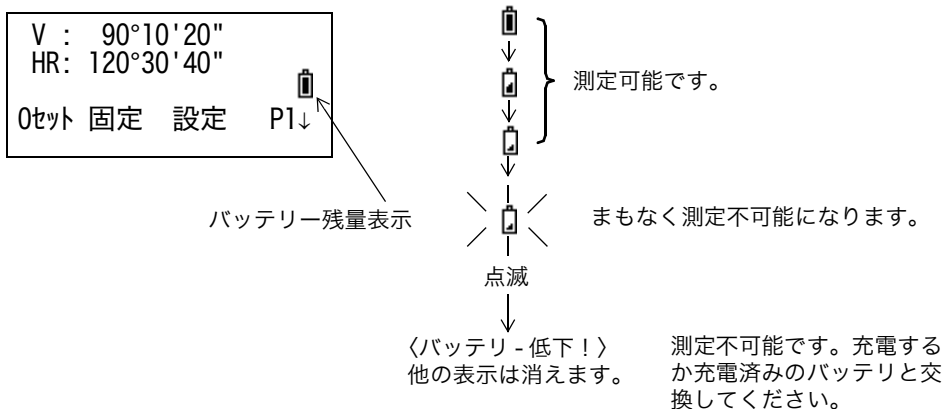 V :  90°10'20"
HR: 120°30'40"
0セット 固定 設定 P1↓
バッテリー残量表示
測定可能です。
まもなく測定不可能になります。
点滅
〈バッテリ - 低下！〉
他の表示は消えます。
測定不可能です。充電する
か充電済みのバッテリと交
換してください。